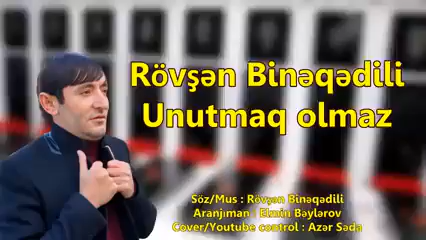 Rövşən Binəqədili
Unutmaq olmaz
Söz/Mus : Rövşən Binəqədili
Aranjıman : Elmin Bəylərov
Cover/Youtube control : Azər Səda